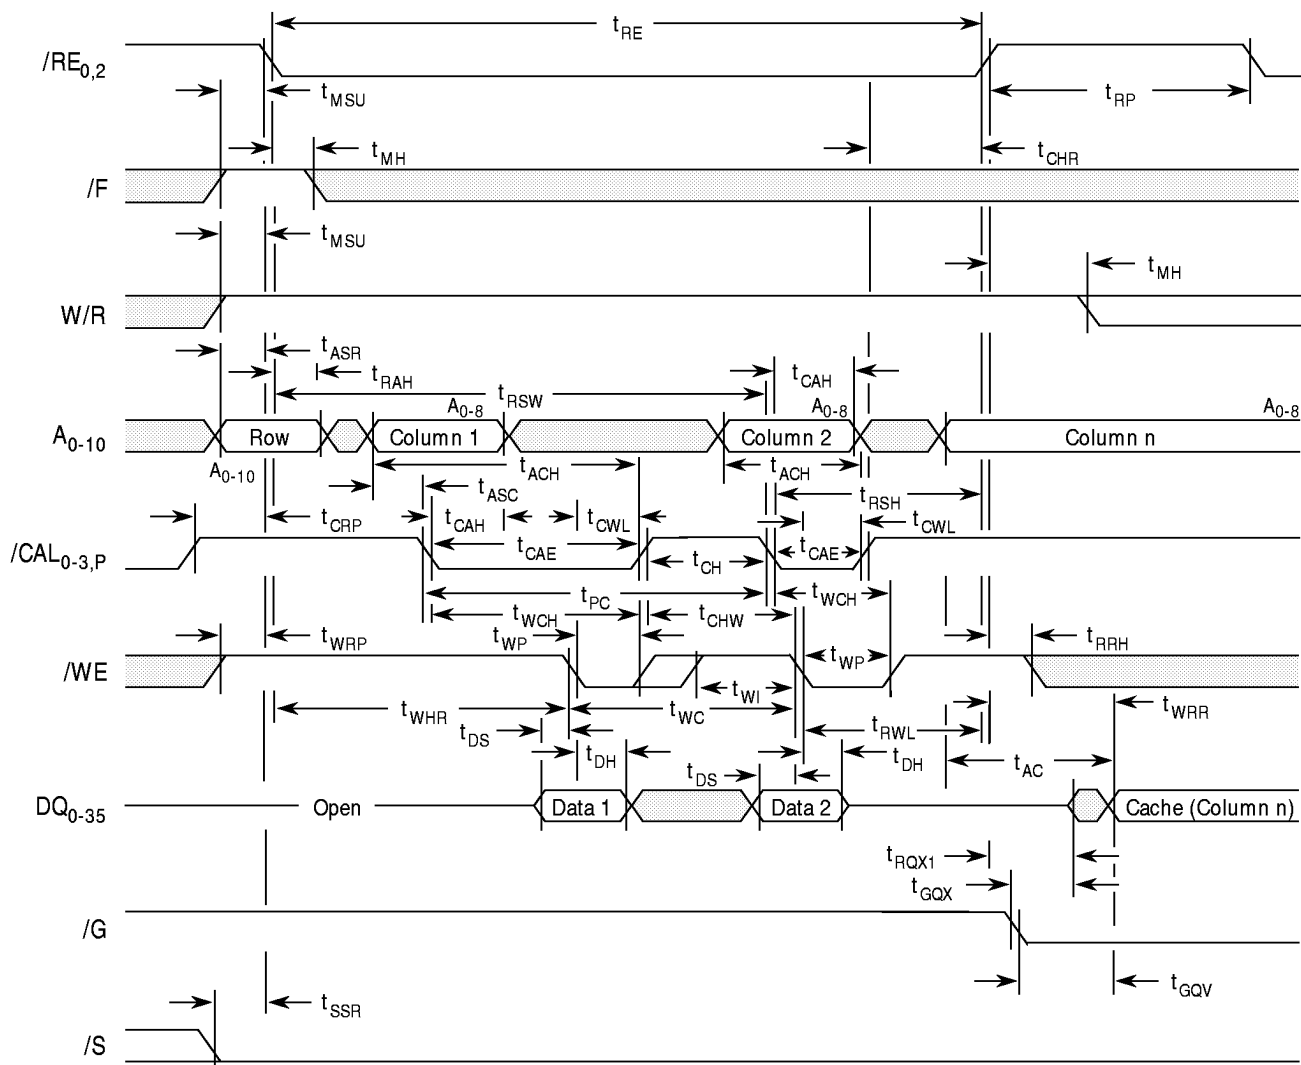 tRE
/RE0,2
tMSU
tRP
tMH
tCHR
/F
tMSU
tMH
W/R
tASR
tRAH
tCAH
tRSW
A0-8
A0-8
A0-8
A0-10
Row
Column 1
Column 2
Column n
A0-10
tACH
tACH
tASC
tRSH
tCRP
tCAH
tCWL
tCWL
/CAL0-3,P
tCAE
tCH
tCAE
tPC
tWCH
tWCH
tCHW
tWRP
tWP
tRRH
/WE
tWP
tWI
tWHR
tWC
tWRR
tDS
tRWL
tDH
tDH
tAC
tDS
DQ0-35
Open
Data 1
Data 2
Cache (Column n)
tRQX1
tGQX
/G
tGQV
tSSR
/S